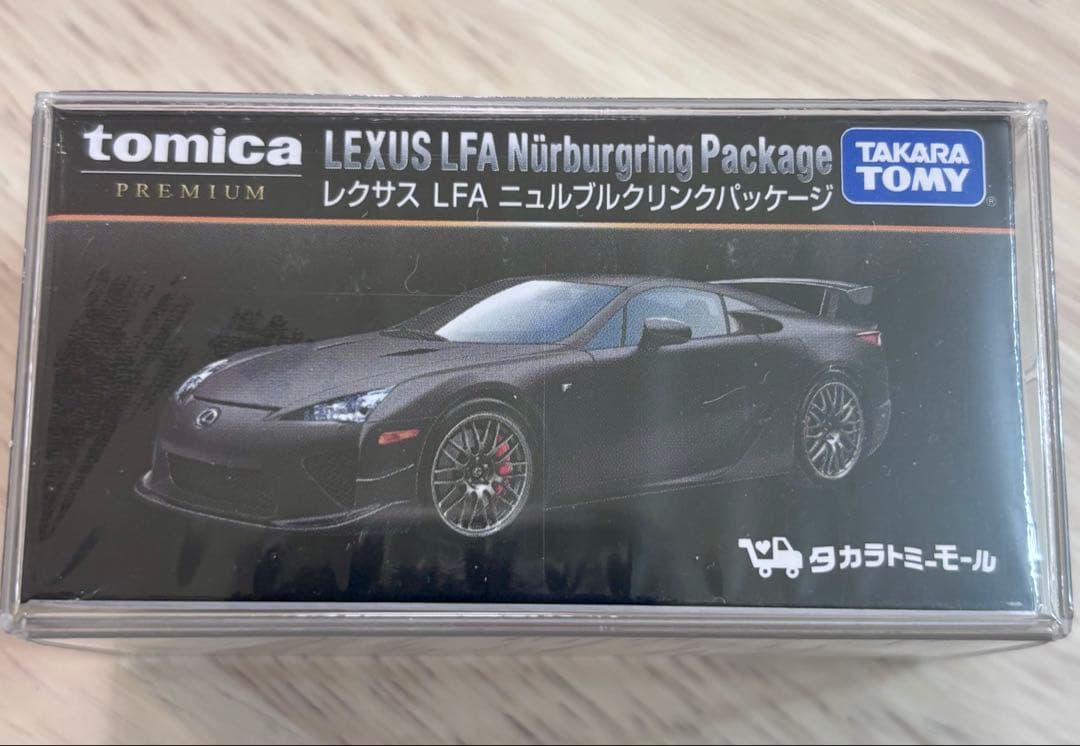 tomica
PREMIUM
LEXUS LFA Nürburgring Package
レクサス LFA ニュルブルクリンクパッケージ
TAKARA
TOMY
®
タカラトミーモール